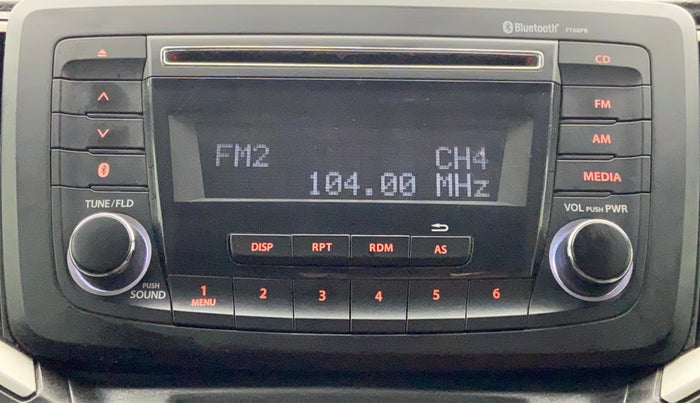 Bluetooth®
CD
FM
AM
MEDIA
FM2 CH4
104.00 MHz
TUNE/FLD
PUSH
SOUND
VOL PUSH PWR
DISP RPT RDM AS
1 2 3 4 5 6
MENU